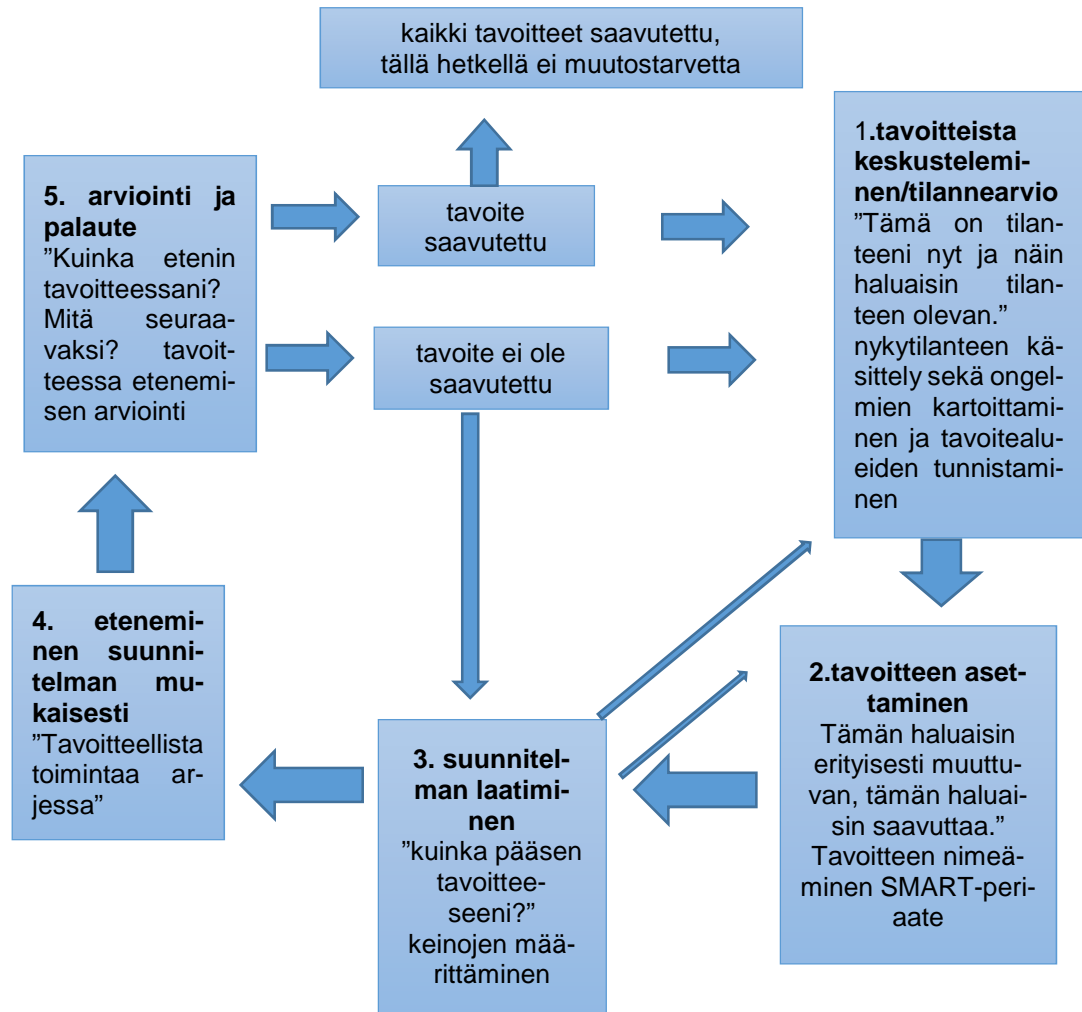 kaikki tavoitteet saavutettu,
tällä hetkellä ei muutostarvetta
1.tavoitteista
keskustelemi-
nen/tilannearvio
”Tämä on tilan-
teeni nyt ja näin
haluaisin tilan-
teen olevan.”
nykytilanteen kä-
sittely sekä ongel-
mien kartoittami-
nen ja tavoitealu-
eiden tunnistami-
nen
5. arviointi ja
palaute
”Kuinka etenin
tavoitteessani?
Mitä seuraa-
vaksi? tavoit-
teessa etenemi-
sen arviointi
tavoite
saavutettu
tavoite ei ole
saavutettu
4. etenemi-
nen suunni-
telman mu-
kaisesti
”Tavoitteellista
toimintaa ar-
jessa”
3. suunnitel-
man laatimi-
nen
”kuinka pääsen
tavoittee-
seeni?”
keinojen mää-
rittäminen
2.tavoitteen aset-
taminen
Tämän haluaisin
erityisesti muuttu-
van, tämän haluai-
sin saavuttaa.”
Tavoitteen nimeä-
minen SMART-peri-
aate